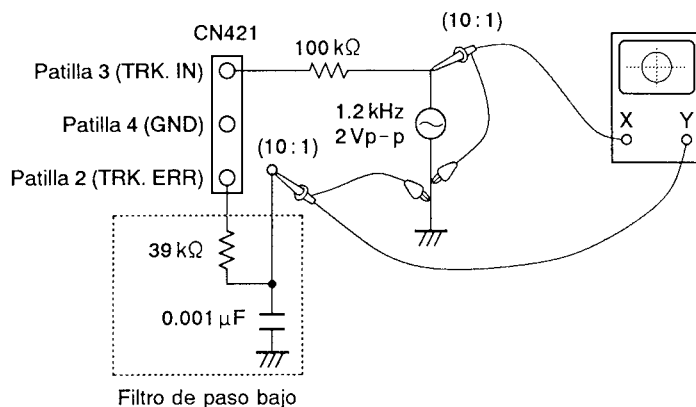 CN421
100 kΩ
(10 : 1)
Patilla 3 (TRK. IN)
Patilla 4 (GND)
1.2 kHz
2 Vp-p
X
Y
(10 : 1)
Patilla 2 (TRK. ERR)
39 kΩ
0.001 µF
Filtro de paso bajo